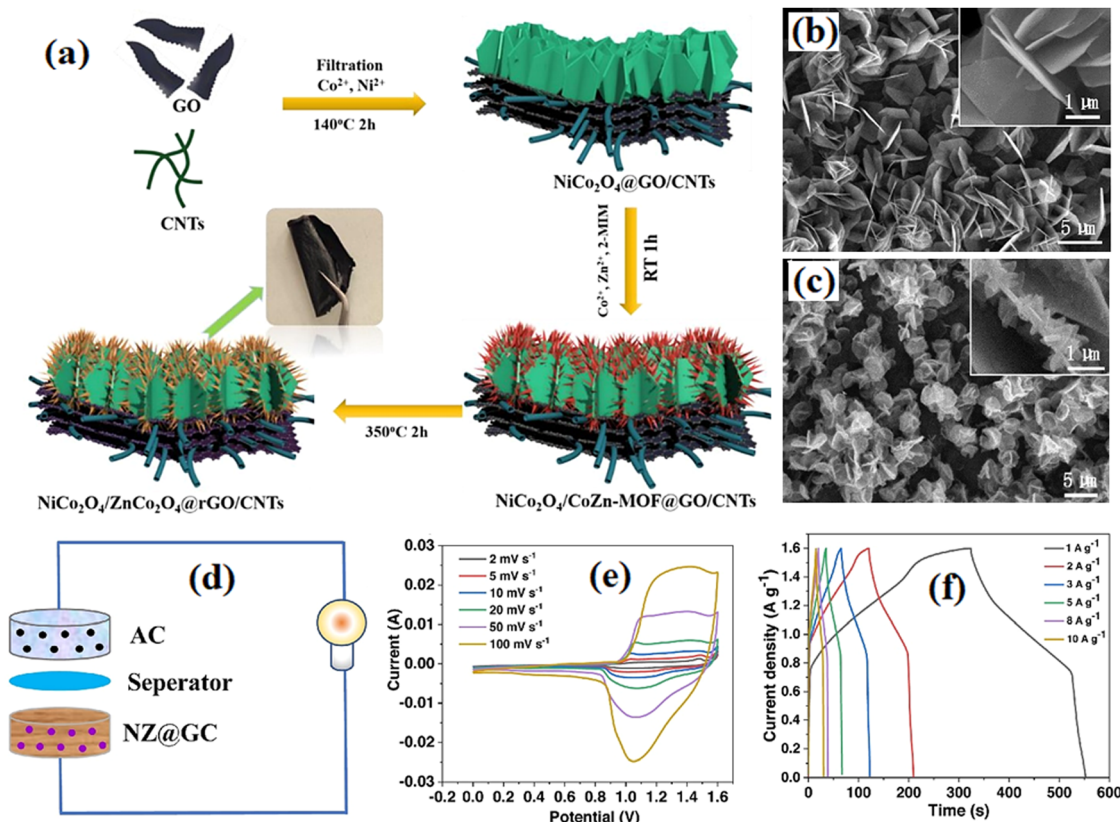 (a)
GO
CNTs
Filtration
Co²⁺, Ni²⁺
140°C 2h
NiCo₂O₄@GO/CNTs
Co²⁺, Zn²⁺, 2-MIM
RT 1h
NiCo₂O₄/CoZn-MOF@GO/CNTs
350°C 2h
NiCo₂O₄/ZnCo₂O₄@rGO/CNTs
(b)
1 μm
5 μm
(c)
1 μm
5 μm
(d)
AC
Seperator
NZ@GC
(e)
2 mV s⁻¹
5 mV s⁻¹
10 mV s⁻¹
20 mV s⁻¹
50 mV s⁻¹
100 mV s⁻¹
Current (A)
0.03
0.02
0.01
0.00
-0.01
-0.02
-0.03
0.0 0.2 0.4 0.6 0.8 1.0 1.2 1.4 1.6
Potential (V)
(f)
1 A g⁻¹
2 A g⁻¹
3 A g⁻¹
5 A g⁻¹
8 A g⁻¹
10 A g⁻¹
Current density (A g⁻¹)
1.6
1.4
1.2
1.0
0.8
0.6
0.4
0.2
0.0
0 100 200 300 400 500 600
Time (s)